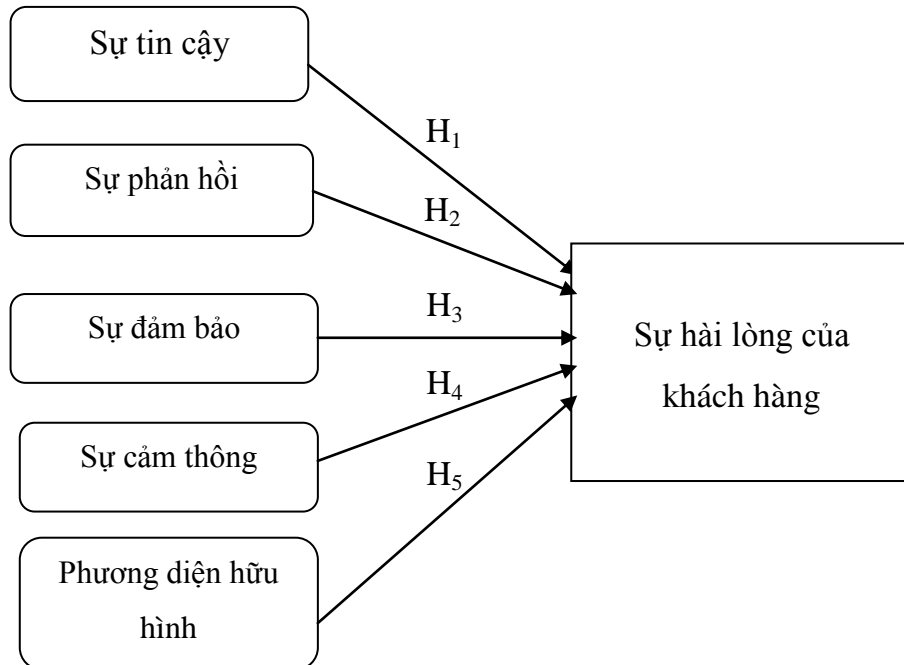 Sự tin cậy
H₁
Sự phản hồi
H₂
Sự đảm bảo
H₃
Sự hài lòng của
khách hàng
H₄
Sự cảm thông
H₅
Phương diện hữu
hình